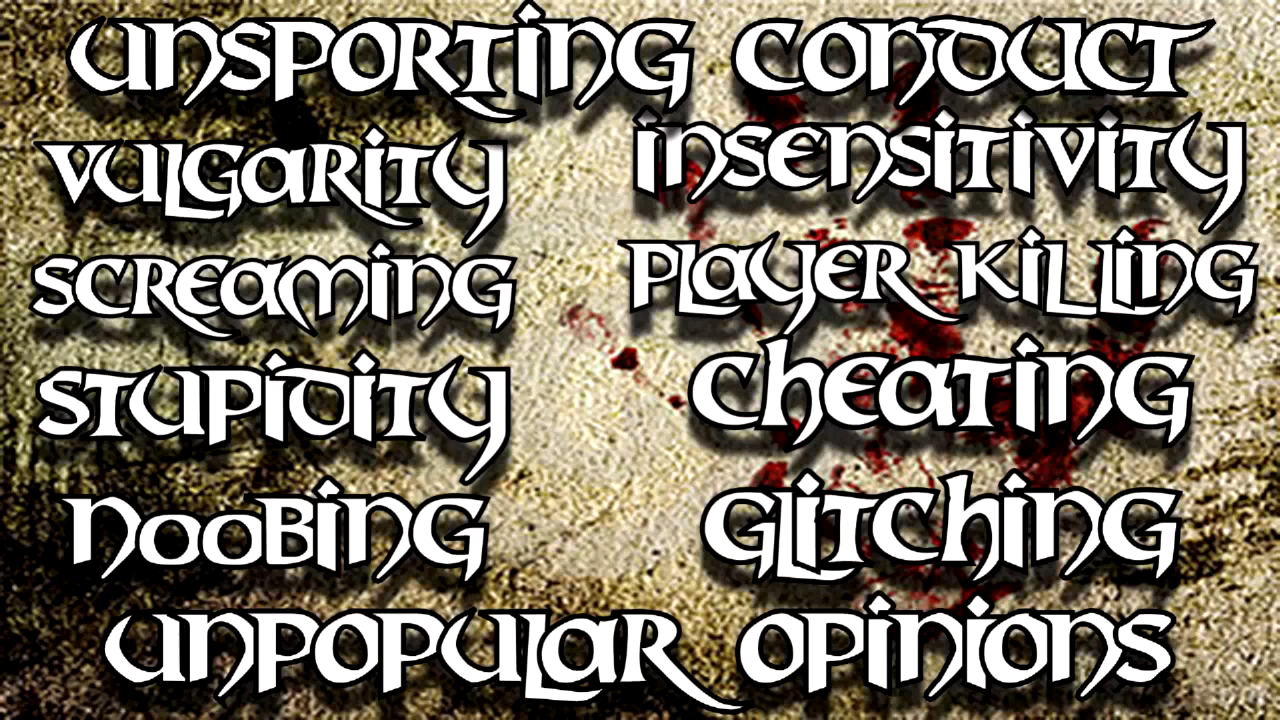 UNSPORTING CONDUCT
VULGARITY
INSENSITIVITY
SCREAMING
PLAYER KILLING
STUPIDITY
CHEATING
NOOBING
GLITCHING
UNPOPULAR OPINIONS